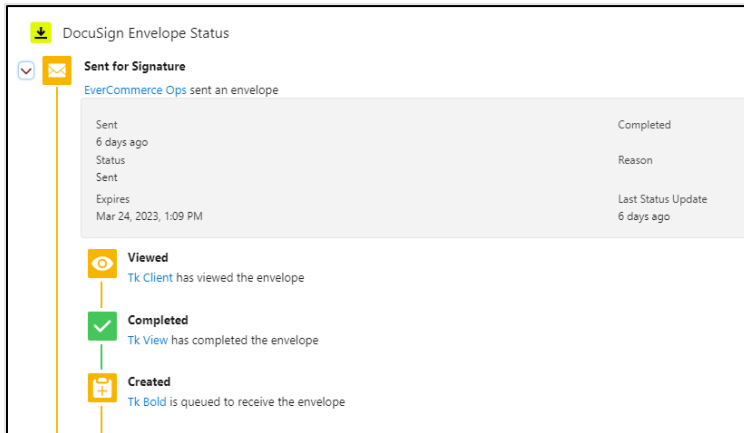 DocuSign Envelope Status
Sent for Signature
EverCommerce Ops sent an envelope
Sent
6 days ago
Completed
Status
Sent
Reason
Expires
Mar 24, 2023, 1:09 PM
Last Status Update
6 days ago
Viewed
Tk Client has viewed the envelope
Completed
Tk View has completed the envelope
Created
Tk Bold is queued to receive the envelope